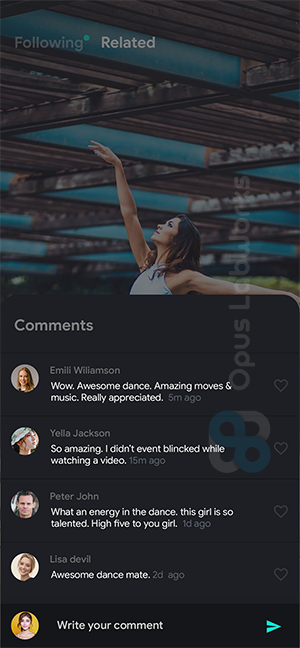 Following Related
Opus Labworks
Comments
Emili Wiliamson
Wow. Awesome dance. Amazing moves &
music. Really appreciated. 5m ago
Yella Jackson
So amazing. I didn't event blincked while
watching a video. 15m ago
Peter John
What an energy in the dance. this girl is so
talented. High five to you girl. 1d ago
Lisa devil
Awesome dance mate. 2d ago
Write your comment